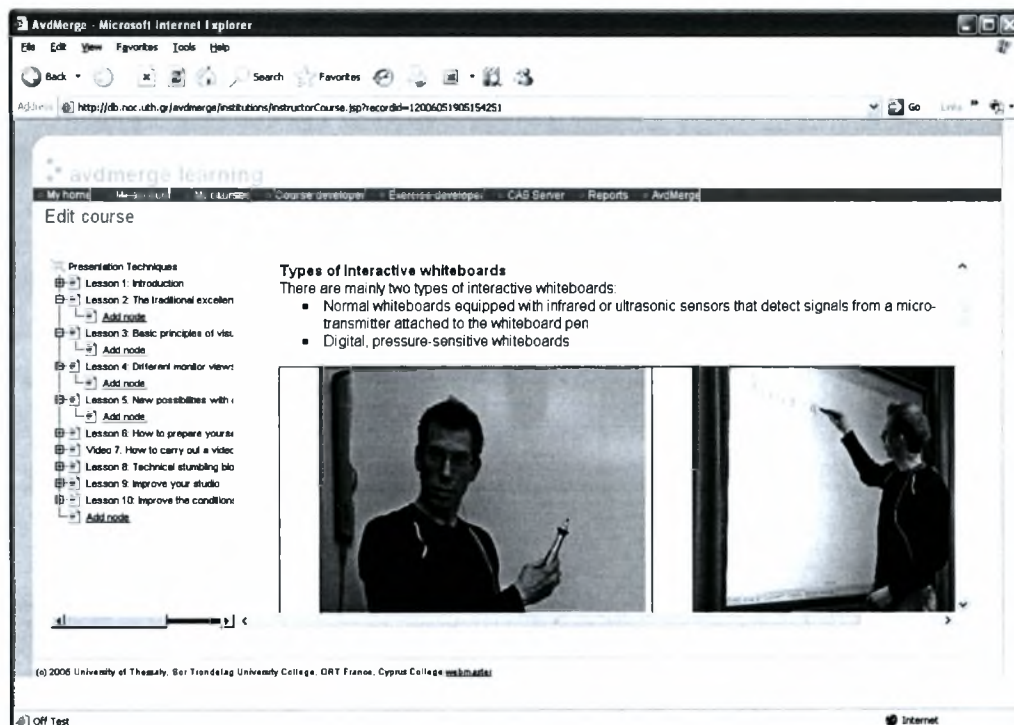 AvdMerge - Microsoft Internet Explorer
File Edit View Favorites Tools Help
Back Search Favorites
Address http://db.noc.uth.gr/avdmerge/institutions/instructorCourse.jsp?recordid=12006051905154251 Go Links
avdmerge learning
My home My courses Course developer Exercise developer CAS Server Reports AvdMerge
Edit course
Presentation Techniques
Lesson 1: Introduction
Lesson 2: The traditional excellen
Add node
Lesson 3: Basic principles of visu
Add node
Lesson 4: Different monitor views
Add node
Lesson 5. New possibilites with
Add node
Lesson 6: How to prepare yourse
Video 7. How to carry out a videc
Lesson 8: Technical stumbling blo
Lesson 9: Improve your studio
Lesson 10: Improve the conditions
Add node
Types of Interactive whiteboards
There are mainly two types of interactive whiteboards:
▪ Normal whiteboards equipped with infrared or ultrasonic sensors that detect signals from a micro-
transmitter attached to the whiteboard pen
▪ Digital, pressure-sensitive whiteboards
(c) 2006 University of Thessaly, Sor Trondelag University College, ORT France, Cyprus College webmaster
Off Test Internet